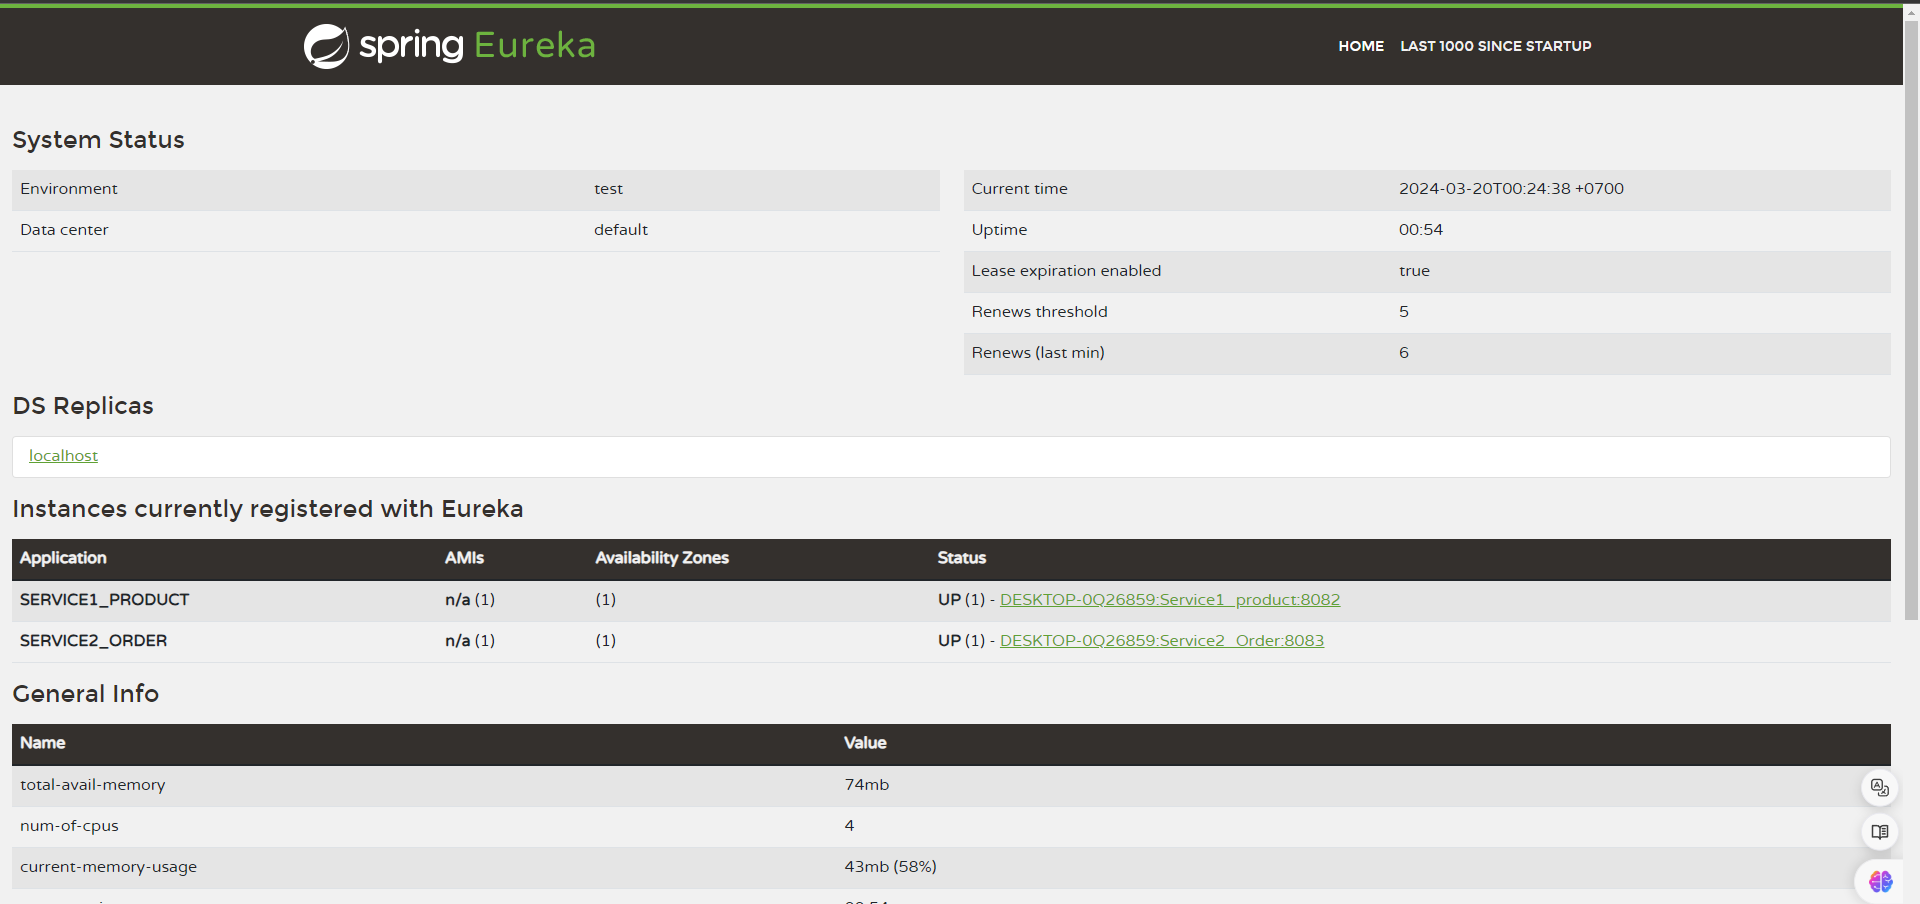 spring Eureka
HOME LAST 1000 SINCE STARTUP
System Status
Environment test
Data center default
Current time 2024-03-20T00:24:38 +0700
Uptime 00:54
Lease expiration enabled true
Renews threshold 5
Renews (last min) 6
DS Replicas
localhost
Instances currently registered with Eureka
Application AMIs Availability Zones Status
SERVICE1_PRODUCT n/a (1) (1) UP (1) - DESKTOP-0Q26859:Service1_product:8082
SERVICE2_ORDER n/a (1) (1) UP (1) - DESKTOP-0Q26859:Service2_Order:8083
General Info
Name Value
total-avail-memory 74mb
num-of-cpus 4
current-memory-usage 43mb (58%)